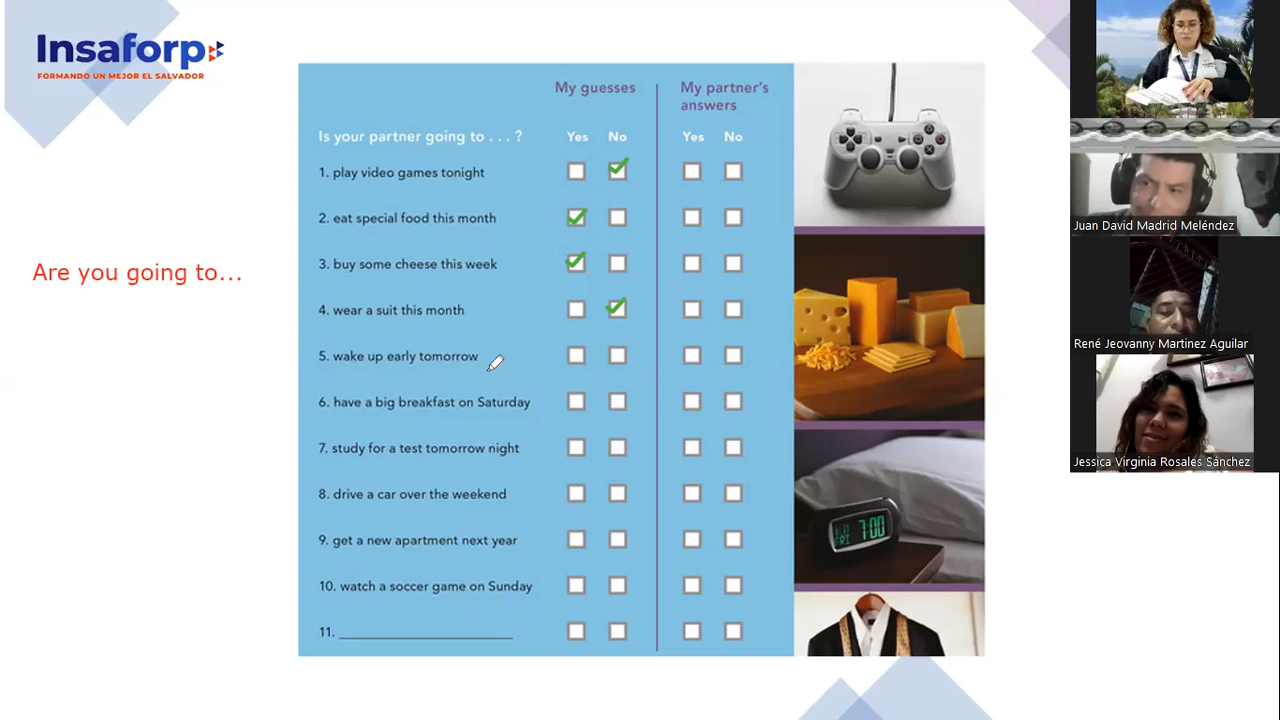 Insaforp
FORMANDO UN MEJOR EL SALVADOR
Are you going to...
My guesses
My partner's
answers
Is your partner going to . . . ?
Yes
No
Yes
No
1. play video games tonight
2. eat special food this month
3. buy some cheese this week
4. wear a suit this month
5. wake up early tomorrow
6. have a big breakfast on Saturday
7. study for a test tomorrow night
8. drive a car over the weekend
9. get a new apartment next year
10. watch a soccer game on Sunday
11. ____________________
7:00
FRI
Juan David Madrid Meléndez
René Jeovanny Martinez Aguilar
Jessica Virginia Rosales Sánchez